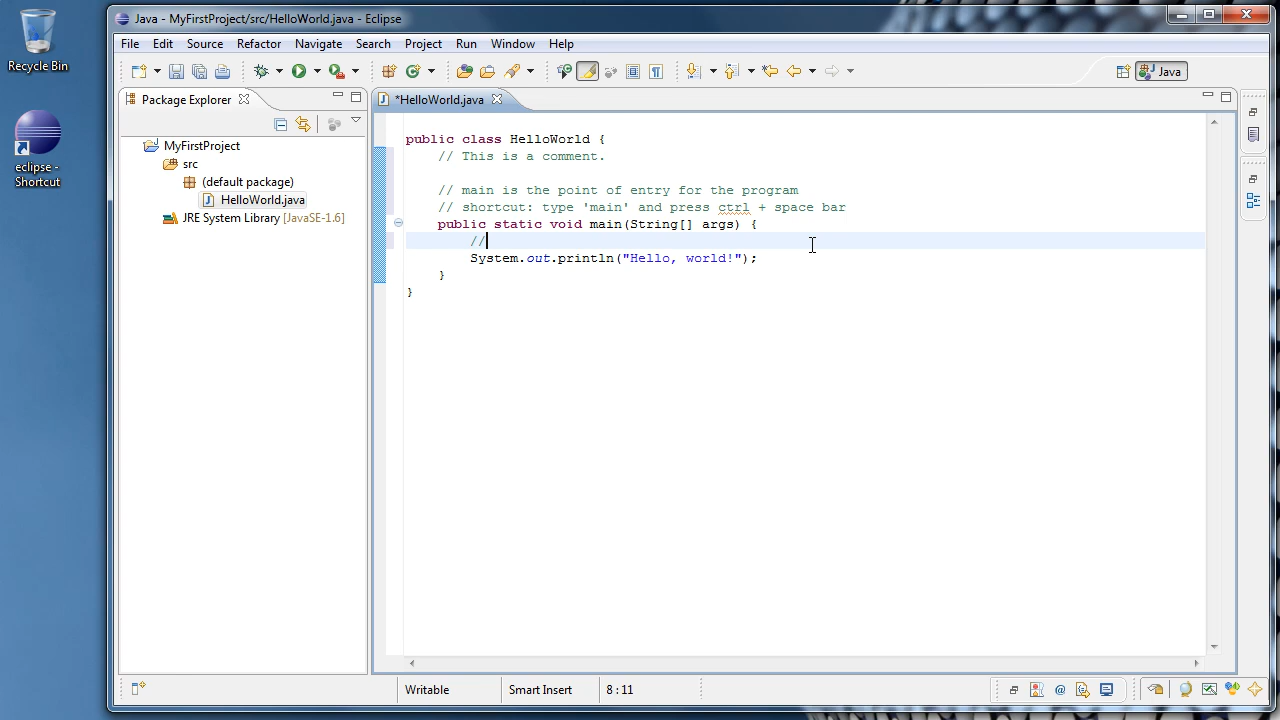 Recycle Bin
eclipse -
Shortcut
Java - MyFirstProject/src/HelloWorld.java - Eclipse
File Edit Source Refactor Navigate Search Project Run Window Help
Java
Package Explorer
MyFirstProject
src
(default package)
HelloWorld.java
JRE System Library [JavaSE-1.6]
*HelloWorld.java
public class HelloWorld {
// This is a comment.
// main is the point of entry for the program
// shortcut: type 'main' and press ctrl + space bar
public static void main(String[] args) {
//
System.out.println("Hello, world!");
}
}
Writable Smart Insert 8 : 11